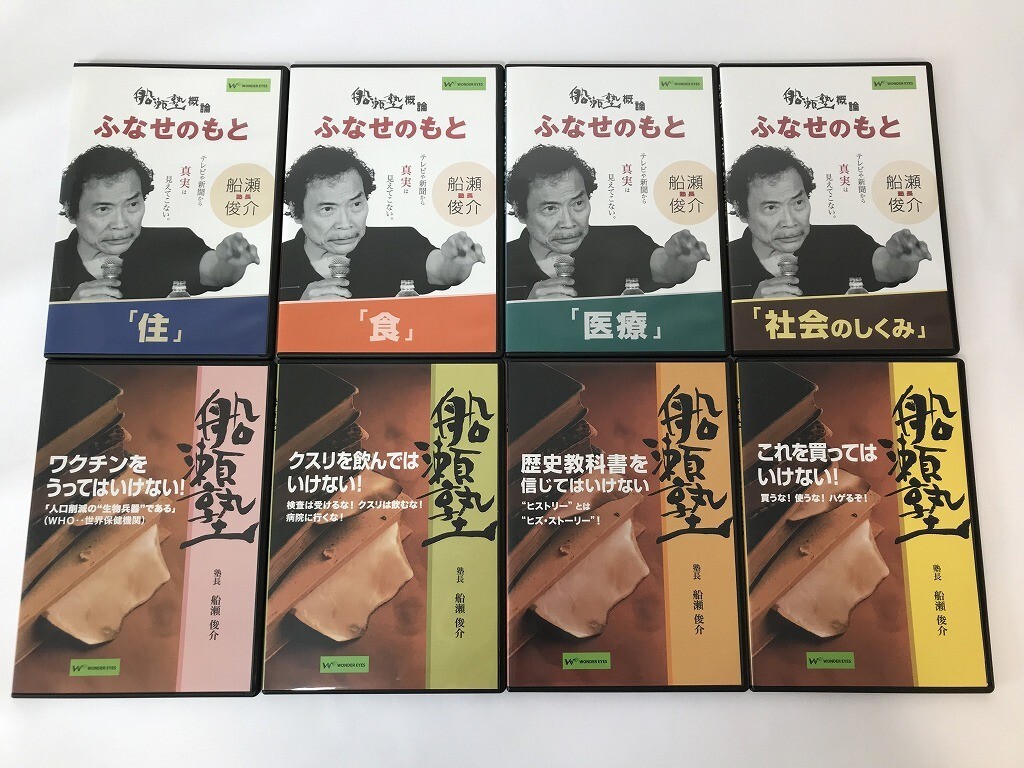 WONDER EYES
船瀬塾概論
ふなせのもと
テレビや新聞から
真実は
見えてこない。
船瀬
塾長
俊介
「住」
WONDER EYES
船瀬塾概論
ふなせのもと
テレビや新聞から
真実は
見えてこない。
船瀬
塾長
俊介
「食」
WONDER EYES
船瀬塾概論
ふなせのもと
テレビや新聞から
真実は
見えてこない。
船瀬
塾長
俊介
「医療」
WONDER EYES
船瀬塾概論
ふなせのもと
テレビや新聞から
真実は
見えてこない。
船瀬
塾長
俊介
「社会のしくみ」
船瀬塾
ワクチンを
うってはいけない!
「人口削減の“生物兵器”である」
(WHO‥世界保健機関)
塾長 船瀬 俊介
WONDER EYES
船瀬塾
クスリを飲んでは
いけない!
検査は受けるな! クスリは飲むな!
病院に行くな!
塾長 船瀬 俊介
WONDER EYES
船瀬塾
歴史教科書を
信じてはいけない
“ヒストリー”とは
“ヒズ・ストーリー”!
塾長 船瀬 俊介
WONDER EYES
船瀬塾
これを買っては
いけない!
買うな! 使うな! ハゲるぞ!
塾長 船瀬 俊介
WONDER EYES